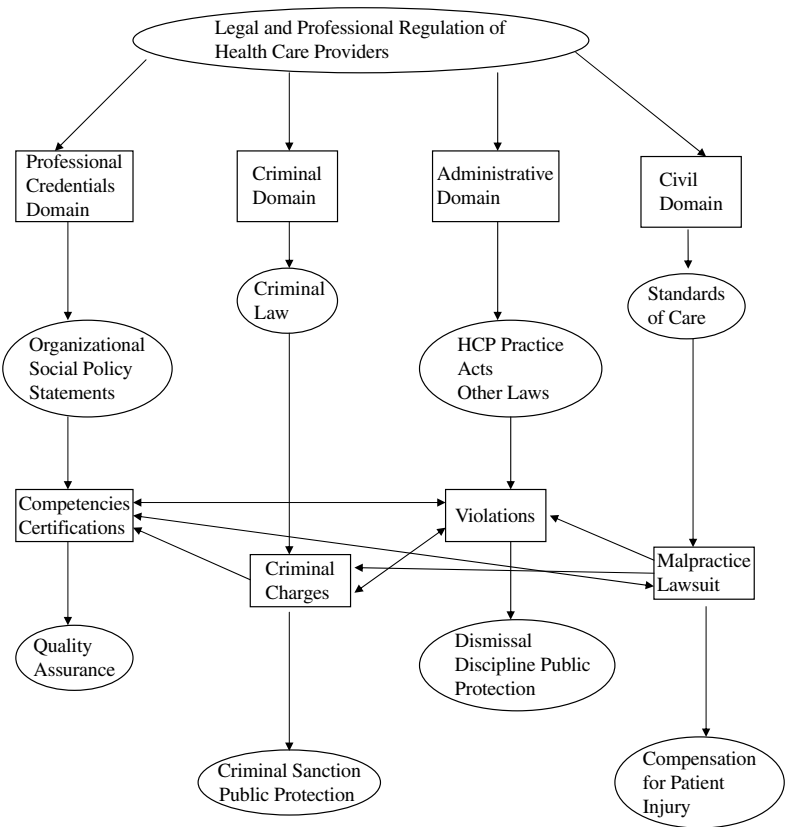 Legal and Professional Regulation of
Health Care Providers
Professional
Credentials
Domain
Criminal
Domain
Administrative
Domain
Civil
Domain
Criminal
Law
Standards
of Care
Organizational
Social Policy
Statements
HCP Practice
Acts
Other Laws
Competencies
Certifications
Violations
Criminal
Charges
Malpractice
Lawsuit
Quality
Assurance
Dismissal
Discipline Public
Protection
Criminal Sanction
Public Protection
Compensation
for Patient
Injury